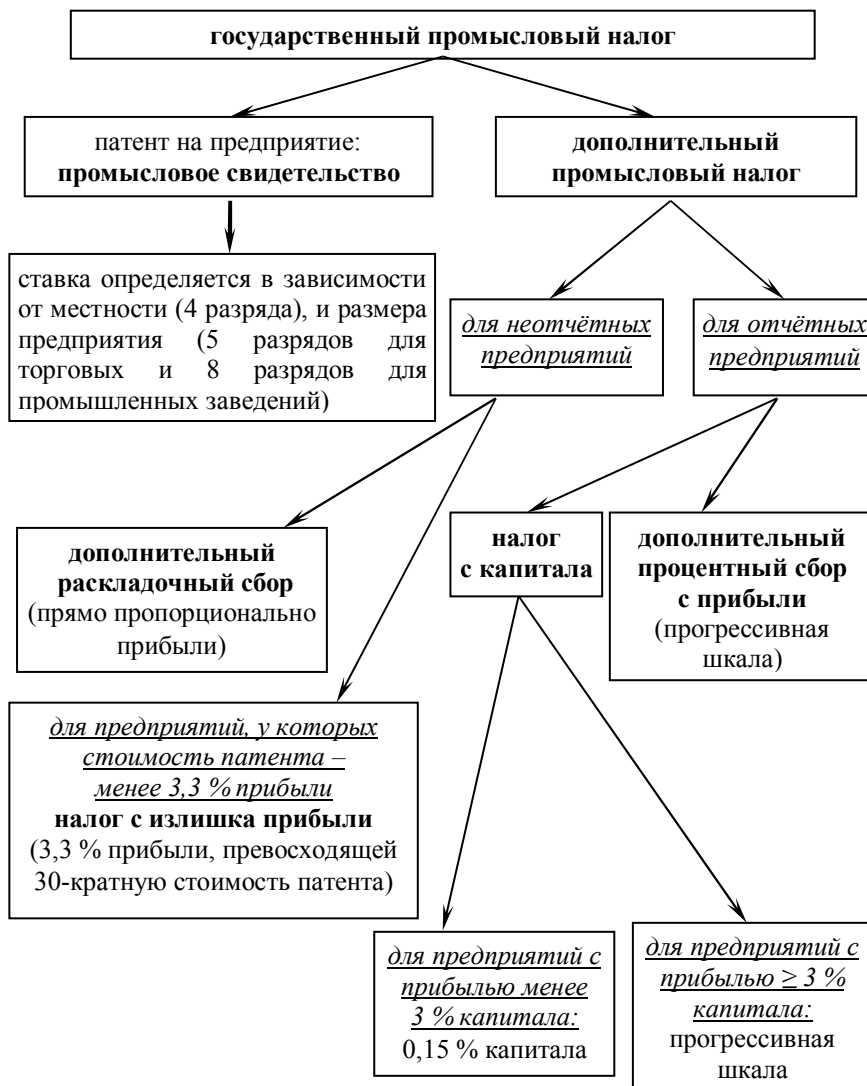 государственный промысловый налог
патент на предприятие:
промысловое свидетельство
дополнительный
промысловый налог
ставка определяется в зависимости
от местности (4 разряда), и размера
предприятия (5 разрядов для
торговых и 8 разрядов для
промышленных заведений)
для неотчётных
предприятий
для отчётных
предприятий
дополнительный
раскладочный сбор
(прямо пропорционально
прибыли)
налог
с капитала
дополнительный
процентный сбор
с прибыли
(прогрессивная
шкала)
для предприятий, у которых
стоимость патента –
менее 3,3 % прибыли
налог с излишка прибыли
(3,3 % прибыли, превосходящей
30-кратную стоимость патента)
для предприятий с
прибылью менее
3 % капитала:
0,15 % капитала
для предприятий с
прибылью ≥ 3 %
капитала:
прогрессивная
шкала